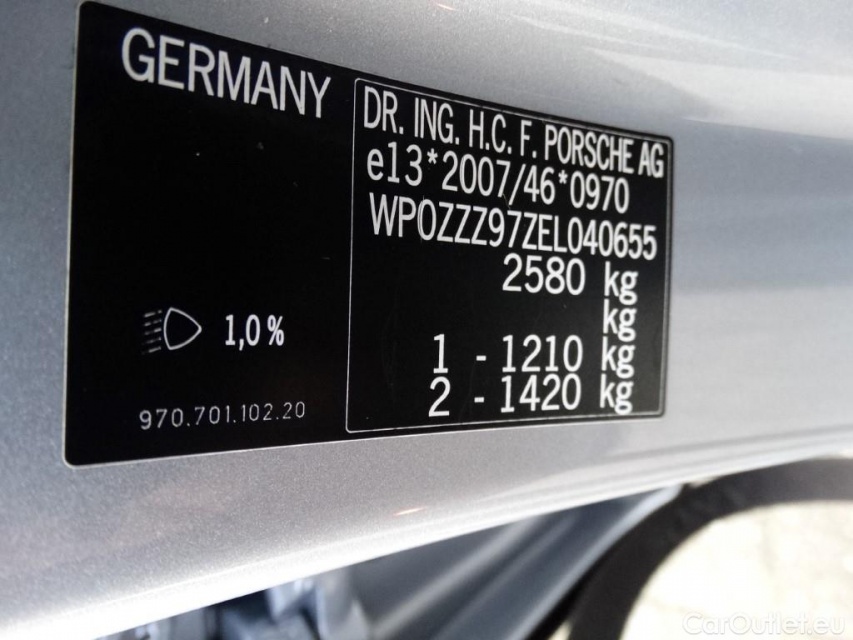 GERMANY
DR. ING. H.C. F. PORSCHE AG
e13*2007/46*0970
WP0ZZZ97ZEL040655
2580 kg
kg
1 - 1210 kg
2 - 1420 kg
1,0 %
970.701.102.20
CarOutlet.eu